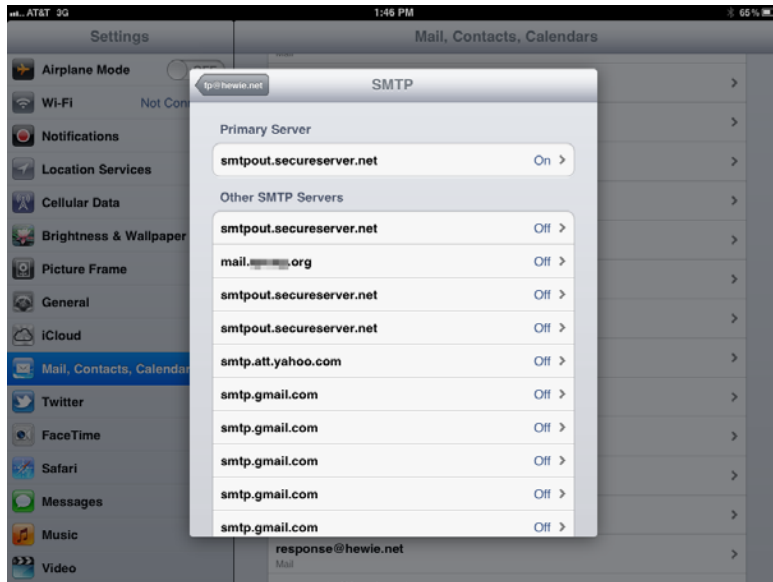 AT&T 3G
1:46 PM
65%
Settings
Mail, Contacts, Calendars
Airplane Mode
OFF
Wi-Fi
Notifications
Location Services
Cellular Data
Brightness & Wallpaper
Picture Frame
General
iCloud
Mail, Contacts, Calendar
Twitter
FaceTime
Safari
Messages
Music
Video
fp@hewie.net
SMTP
Primary Server
smtpout.secureserver.net On
Other SMTP Servers
smtpout.secureserver.net Off
mail. .org Off
smtpout.secureserver.net Off
smtpout.secureserver.net Off
smtp.att.yahoo.com Off
smtp.gmail.com Off
smtp.gmail.com Off
smtp.gmail.com Off
smtp.gmail.com Off
smtp.gmail.com Off
response@hewie.net
Mail